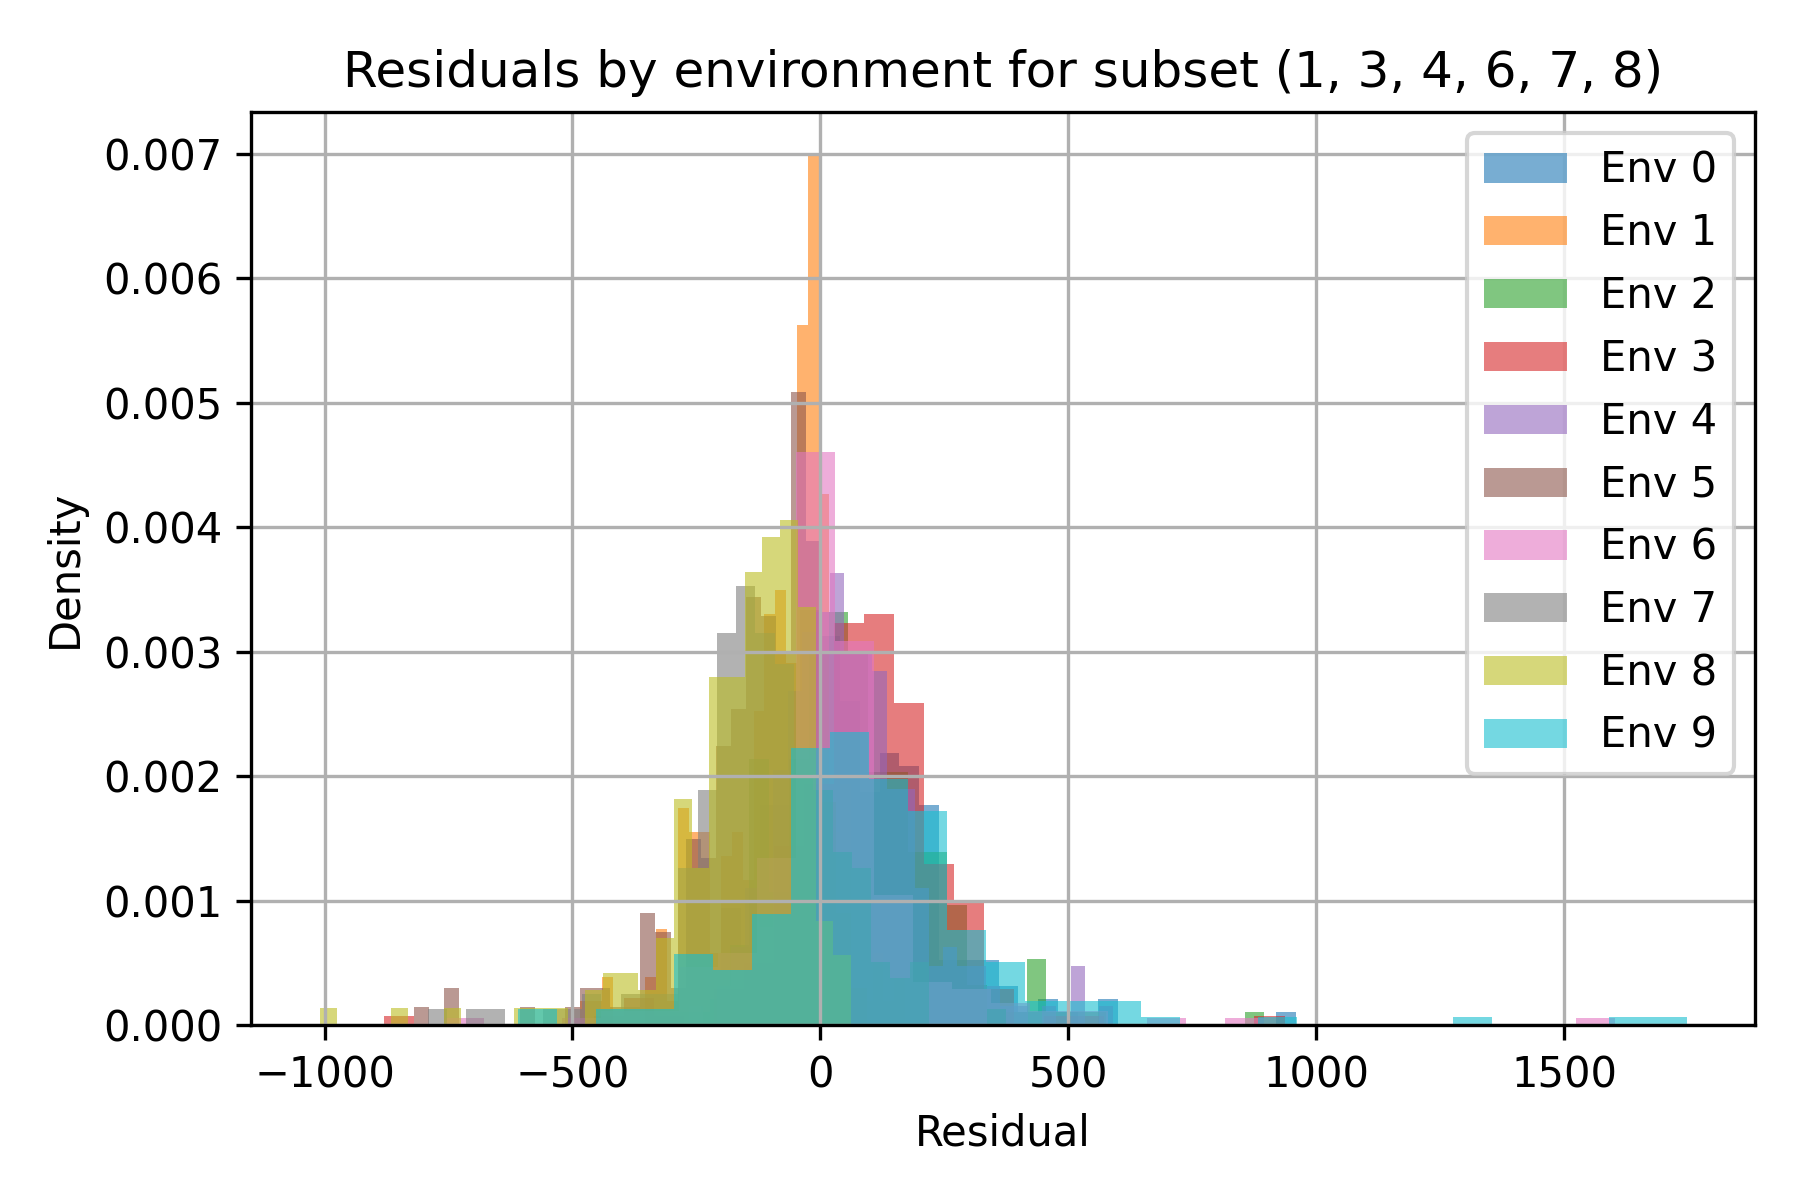 Residuals by environment for subset (1, 3, 4, 6, 7, 8)
0.007
0.006
0.005
0.004
0.003
0.002
0.001
0.000
Density
−1000
−500
0
500
1000
1500
Residual
Env 0
Env 1
Env 2
Env 3
Env 4
Env 5
Env 6
Env 7
Env 8
Env 9